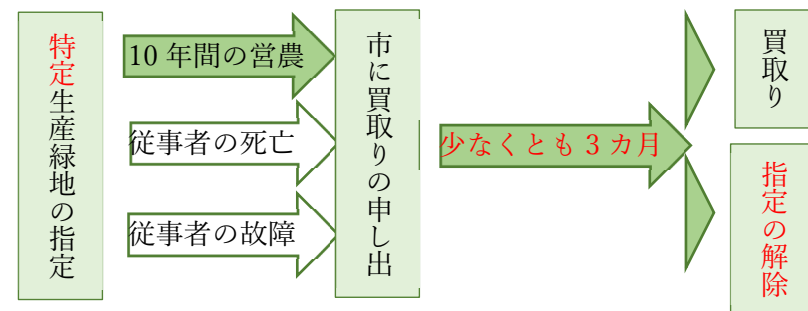 特定生産緑地の指定
10年間の営農
従事者の死亡
従事者の故障
市に買取りの申し出
少なくとも3カ月
買取り
指定の解除